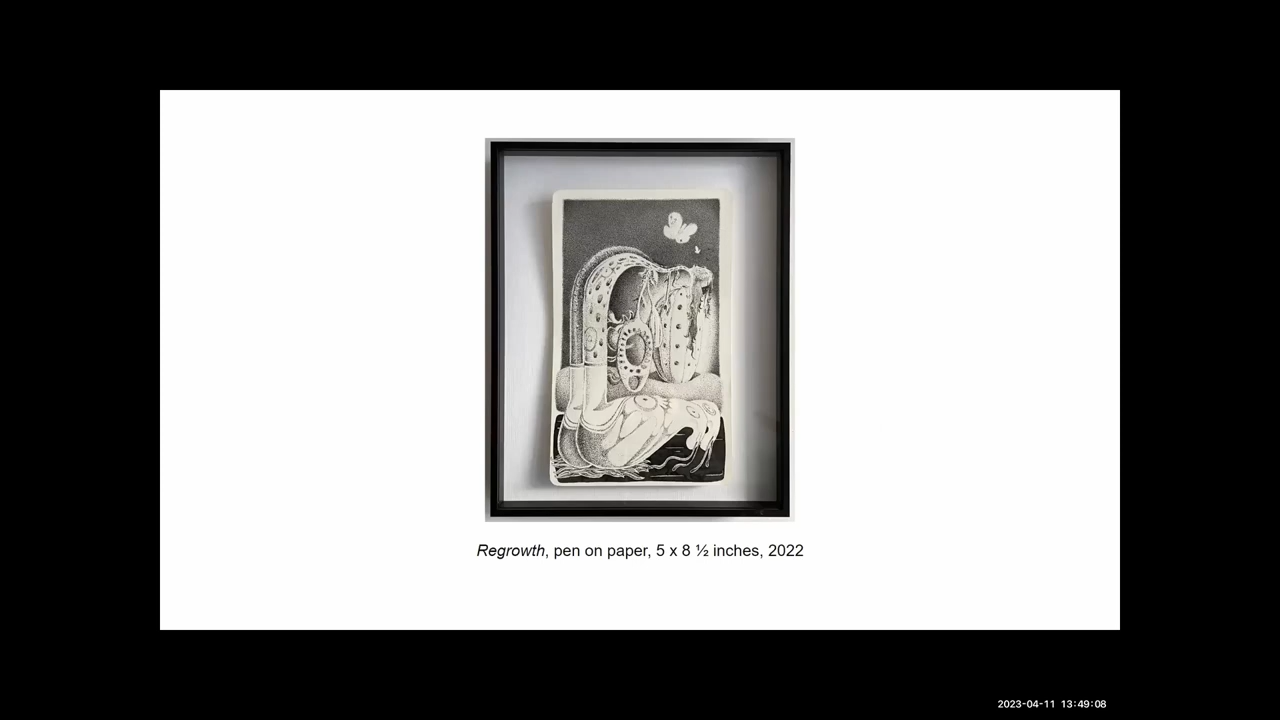 Regrowth, pen on paper, 5 x 8 ½ inches, 2022
2023-04-11 13:49:08